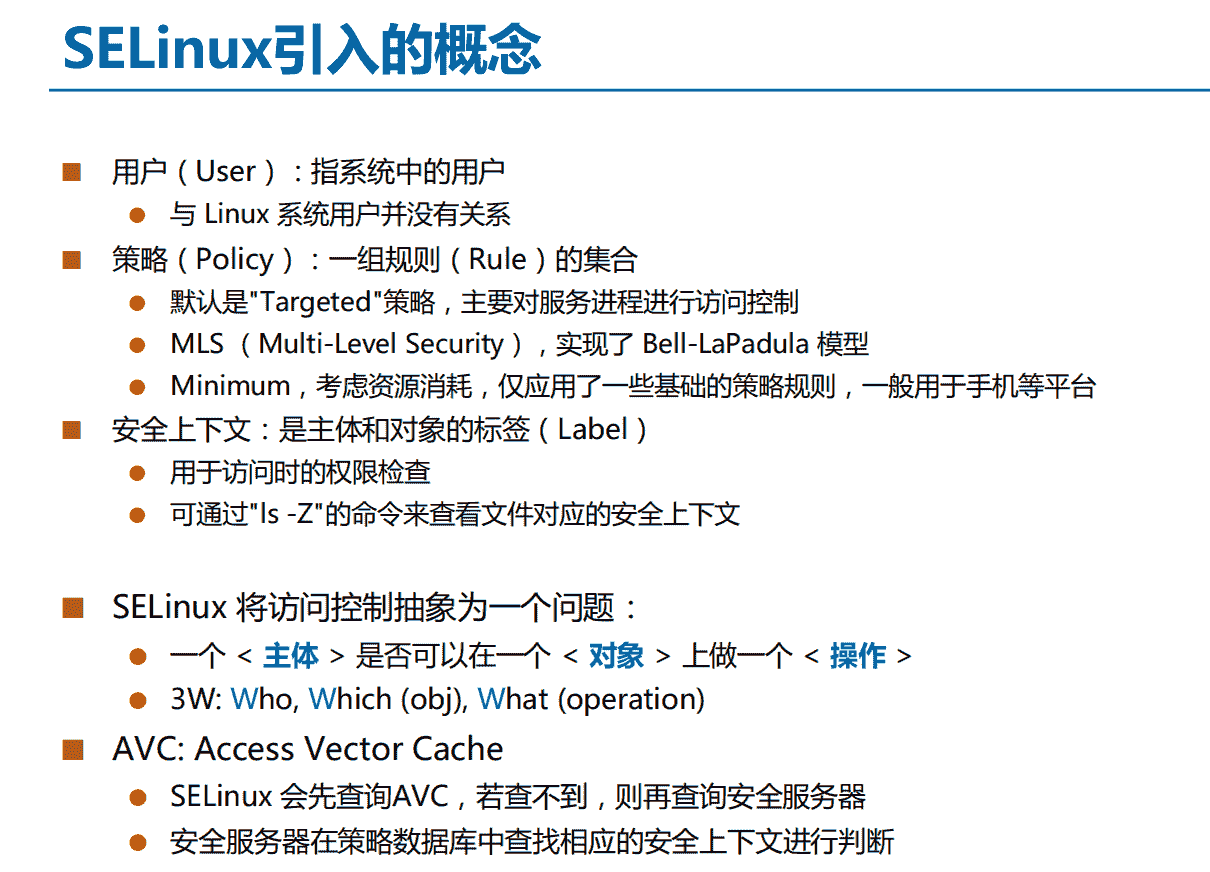 SELinux引入的概念
用户（User）：指系统中的用户
与 Linux 系统用户并没有关系
策略（Policy）：一组规则（Rule）的集合
默认是"Targeted"策略，主要对服务进程进行访问控制
MLS （Multi-Level Security），实现了 Bell-LaPadula 模型
Minimum，考虑资源消耗，仅应用了一些基础的策略规则，一般用于手机等平台
安全上下文：是主体和对象的标签（Label）
用于访问时的权限检查
可通过"ls -Z"的命令来查看文件对应的安全上下文
SELinux 将访问控制抽象为一个问题：
一个 < 主体 > 是否可以在一个 < 对象 > 上做一个 < 操作 >
3W: Who, Which (obj), What (operation)
AVC: Access Vector Cache
SELinux 会先查询AVC，若查不到，则再查询安全服务器
安全服务器在策略数据库中查找相应的安全上下文进行判断